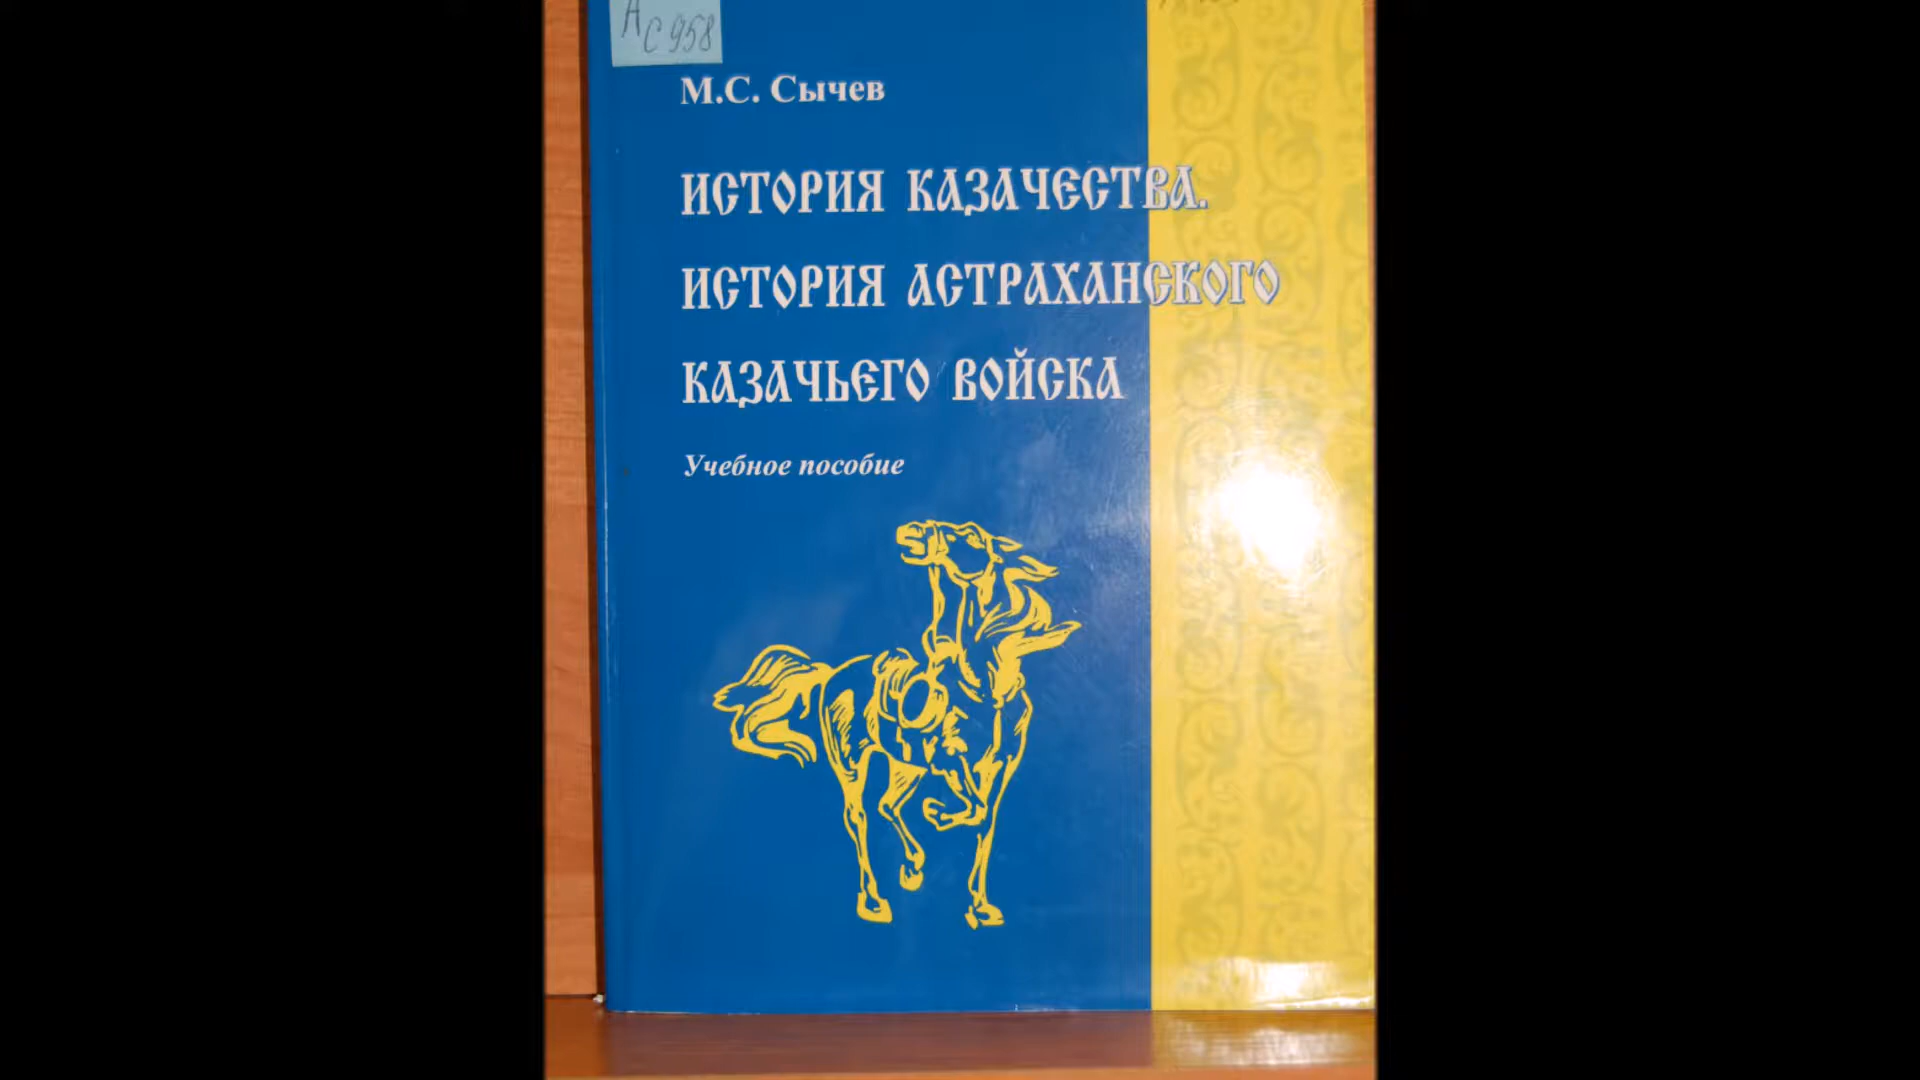 А
С 958
М.С. Сычев
ИСТОРИЯ КАЗАЧЕСТВА.
ИСТОРИЯ АСТРАХАНСКОГО
КАЗАЧЬЕГО ВОЙСКА
Учебное пособие